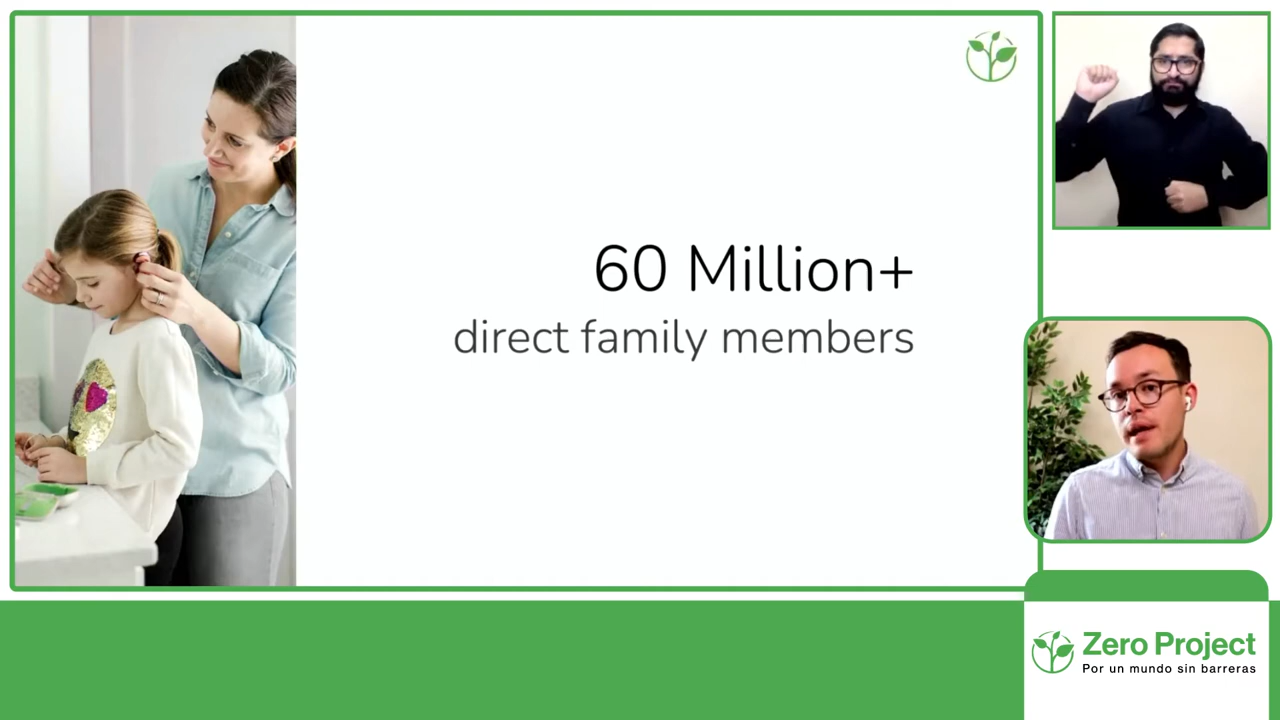 60 Million+
direct family members
Zero Project
Por un mundo sin barreras